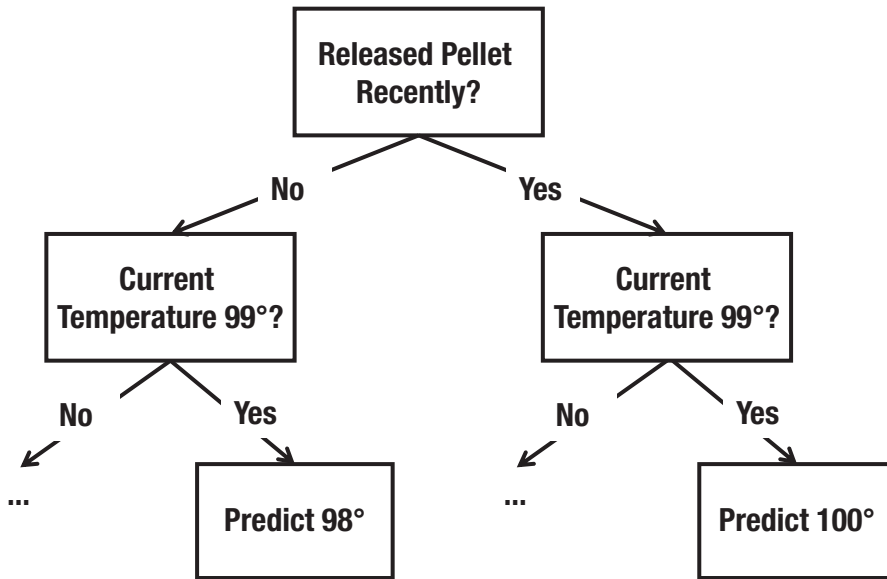 Released Pellet
Recently?
No
Yes
Current
Temperature 99°?
Current
Temperature 99°?
No
Yes
No
Yes
...
Predict 98°
...
Predict 100°